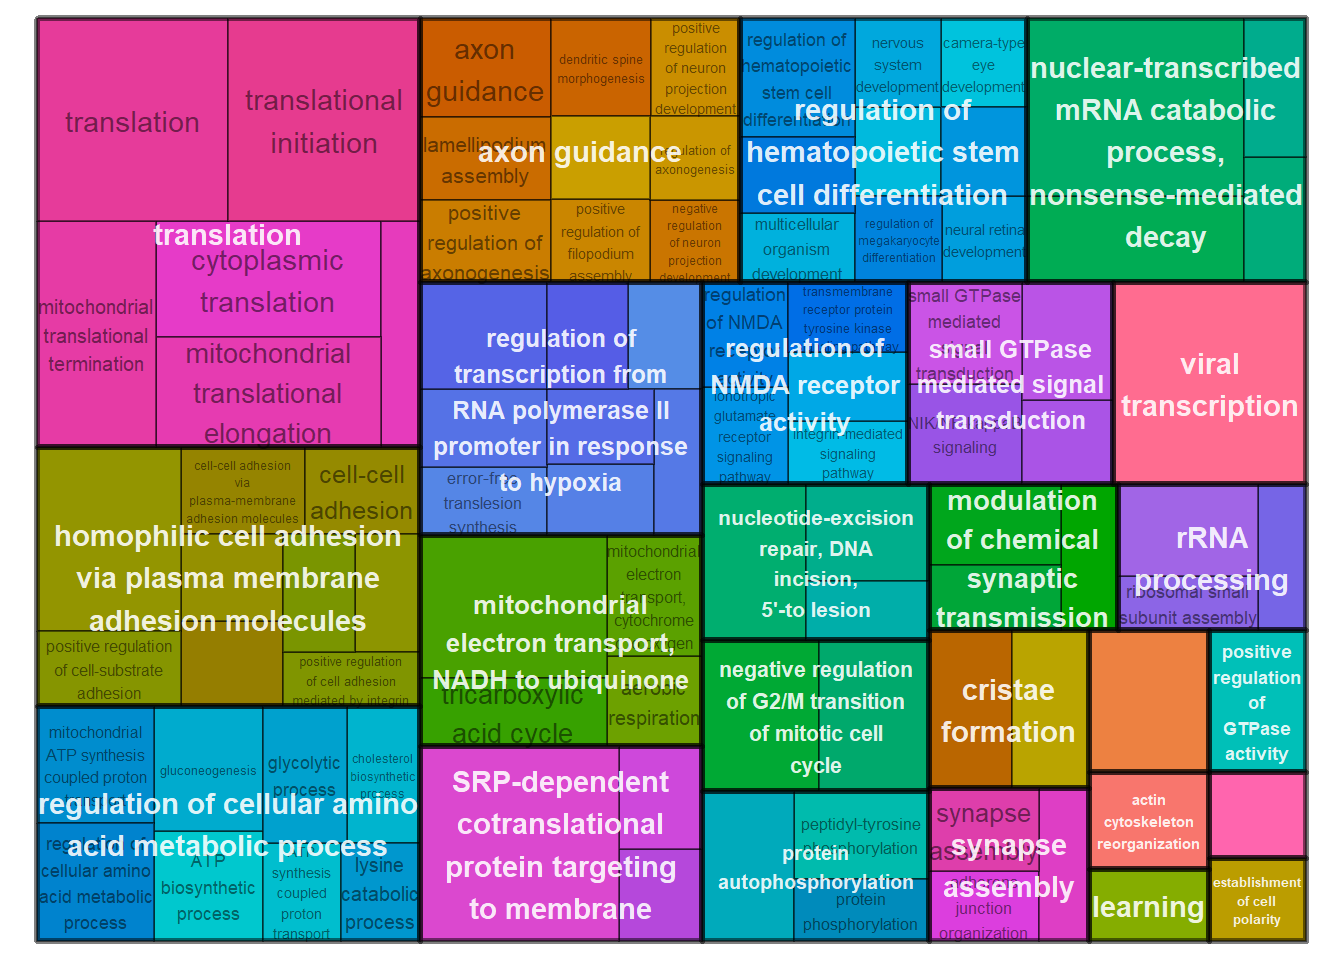 translation
translational
initiation
translation
mitochondrial
translational
termination
cytoplasmic
translation
mitochondrial
translational
elongation
axon
guidance
dendritic spine
morphogenesis
positive
regulation
of neuron
projection
development
lamellipodium
assembly
axon guidance
regulation of
axonogenesis
positive
regulation of
axonogenesis
positive
regulation of
filopodium
assembly
negative
regulation
of neuron
projection
development
regulation of
hematopoietic
stem cell
differentiation
nervous
system
development
camera-type
eye
development
regulation of
hematopoietic stem
cell differentiation
multicellular
organism
development
regulation of
megakaryocyte
differentiation
neural retina
development
nuclear-transcribed
mRNA catabolic
process,
nonsense-mediated
decay
regulation of
transcription from
RNA polymerase II
promoter in response
to hypoxia
error-free
translesion
synthesis
regulation
of NMDA
receptor
activity
transmembrane
receptor protein
tyrosine kinase
pathway
regulation of
NMDA receptor
activity
ionotropic
glutamate
receptor
signaling
pathway
integrin-mediated
signaling
pathway
small GTPase
mediated
signal
transduction
small GTPase
mediated signal
transduction
signaling
viral
transcription
homophilic cell adhesion
via plasma membrane
adhesion molecules
cell-cell adhesion
via
plasma-membrane
adhesion molecules
cell-cell
adhesion
positive regulation
of cell-substrate
adhesion
positive regulation
of cell adhesion
mediated by integrin
mitochondrial
electron transport,
NADH to ubiquinone
mitochondrial
electron
transport,
cytochrome
tricarboxylic
acid cycle
aerobic
respiration
nucleotide-excision
repair, DNA
incision,
5'-to lesion
modulation
of chemical
synaptic
transmission
rRNA
processing
ribosomal small
subunit assembly
negative regulation
of G2/M transition
of mitotic cell
cycle
cristae
formation
positive
regulation
of
GTPase
activity
mitochondrial
ATP synthesis
coupled proton
transport
gluconeogenesis
glycolytic
process
cholesterol
biosynthetic
process
regulation of cellular amino
acid metabolic process
regulation of
cellular amino
acid metabolic
process
ATP
biosynthetic
process
synthesis
coupled
proton
transport
lysine
catabolic
process
SRP-dependent
cotranslational
protein targeting
to membrane
protein
autophosphorylation
peptidyl-tyrosine
phosphorylation
protein
phosphorylation
synapse
assembly
synapse
assembly
adherens
junction
organization
actin
cytoskeleton
reorganization
learning
establishment
of cell
polarity